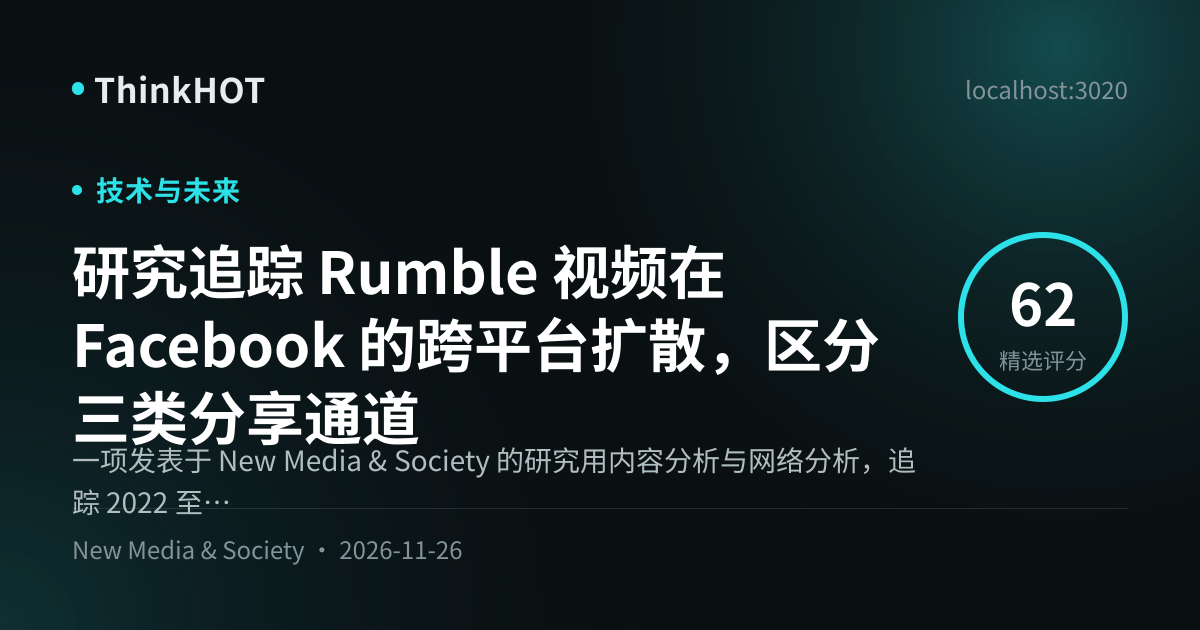 ThinkHOT
localhost:3020
技术与未来
研究追踪 Rumble 视频在
Facebook 的跨平台扩散，区分
三类分享通道
62
精选评分
一项发表于 New Media & Society 的研究用内容分析与网络分析，追
踪 2022 至…
New Media & Society · 2026-11-26